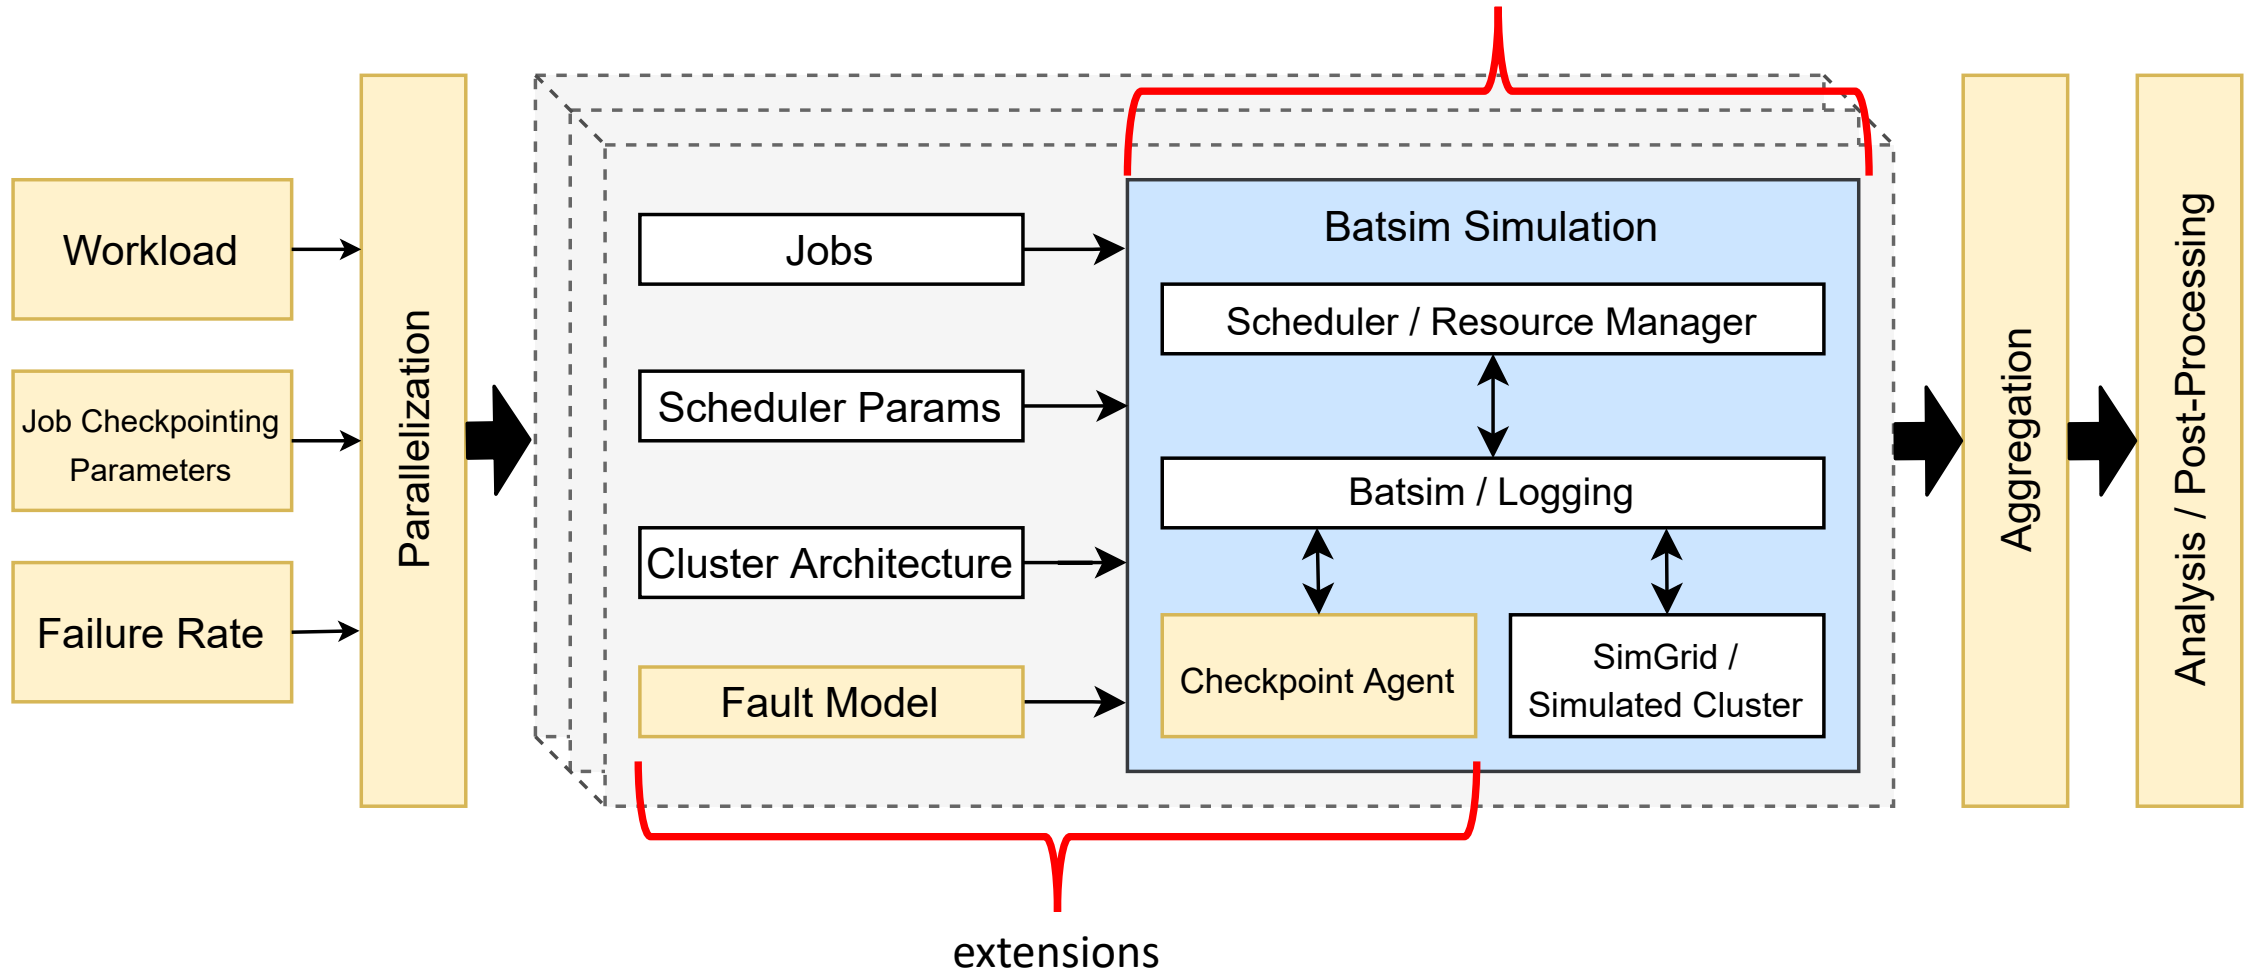 Workload
Job Checkpointing
Parameters
Failure Rate
Parallelization
Jobs
Scheduler Params
Cluster Architecture
Fault Model
Batsim Simulation
Scheduler / Resource Manager
Batsim / Logging
Checkpoint Agent
SimGrid /
Simulated Cluster
Aggregation
Analysis / Post-Processing
extensions